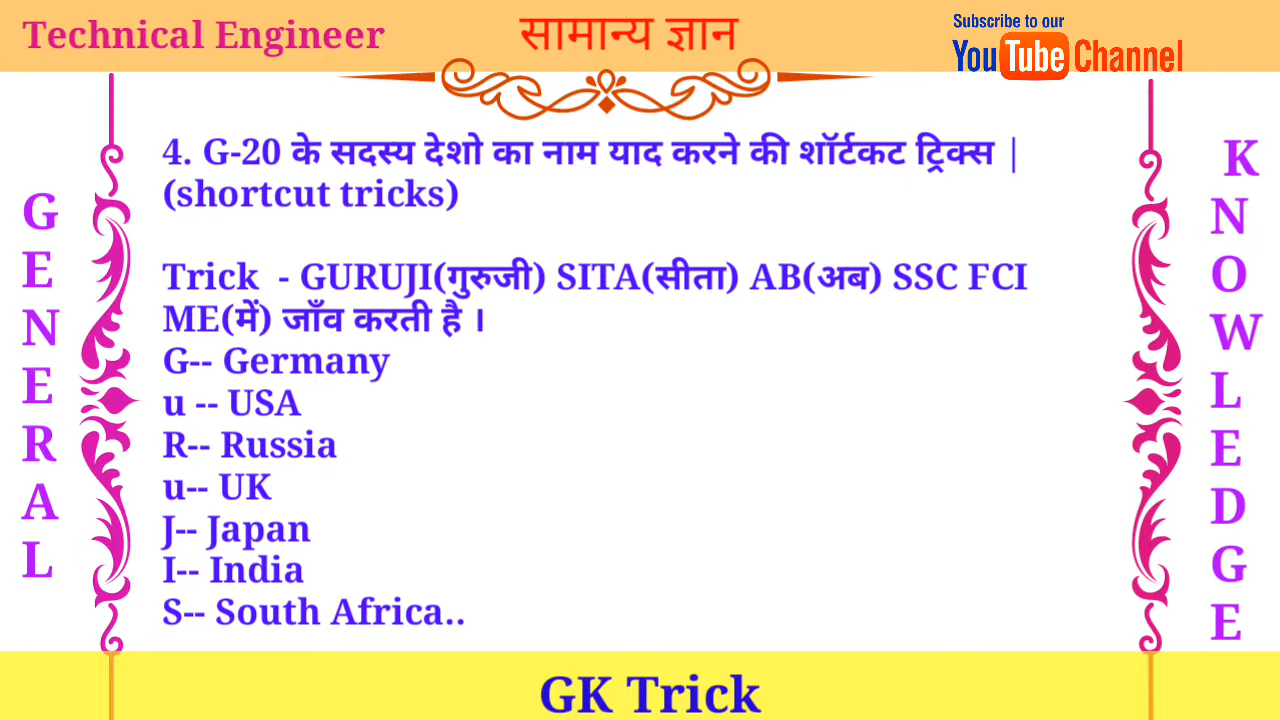 Technical Engineer
सामान्य ज्ञान
Subscribe to our
YouTube Channel
GENERAL
KNOWLEDGE
4. G-20 के सदस्य देशो का नाम याद करने की शॉर्टकट ट्रिक्स |
(shortcut tricks)
Trick - GURUJI(गुरुजी) SITA(सीता) AB(अब) SSC FCI
ME(में) जाँव करती है ।
G-- Germany
u -- USA
R-- Russia
u-- UK
J-- Japan
I-- India
S-- South Africa..
GK Trick